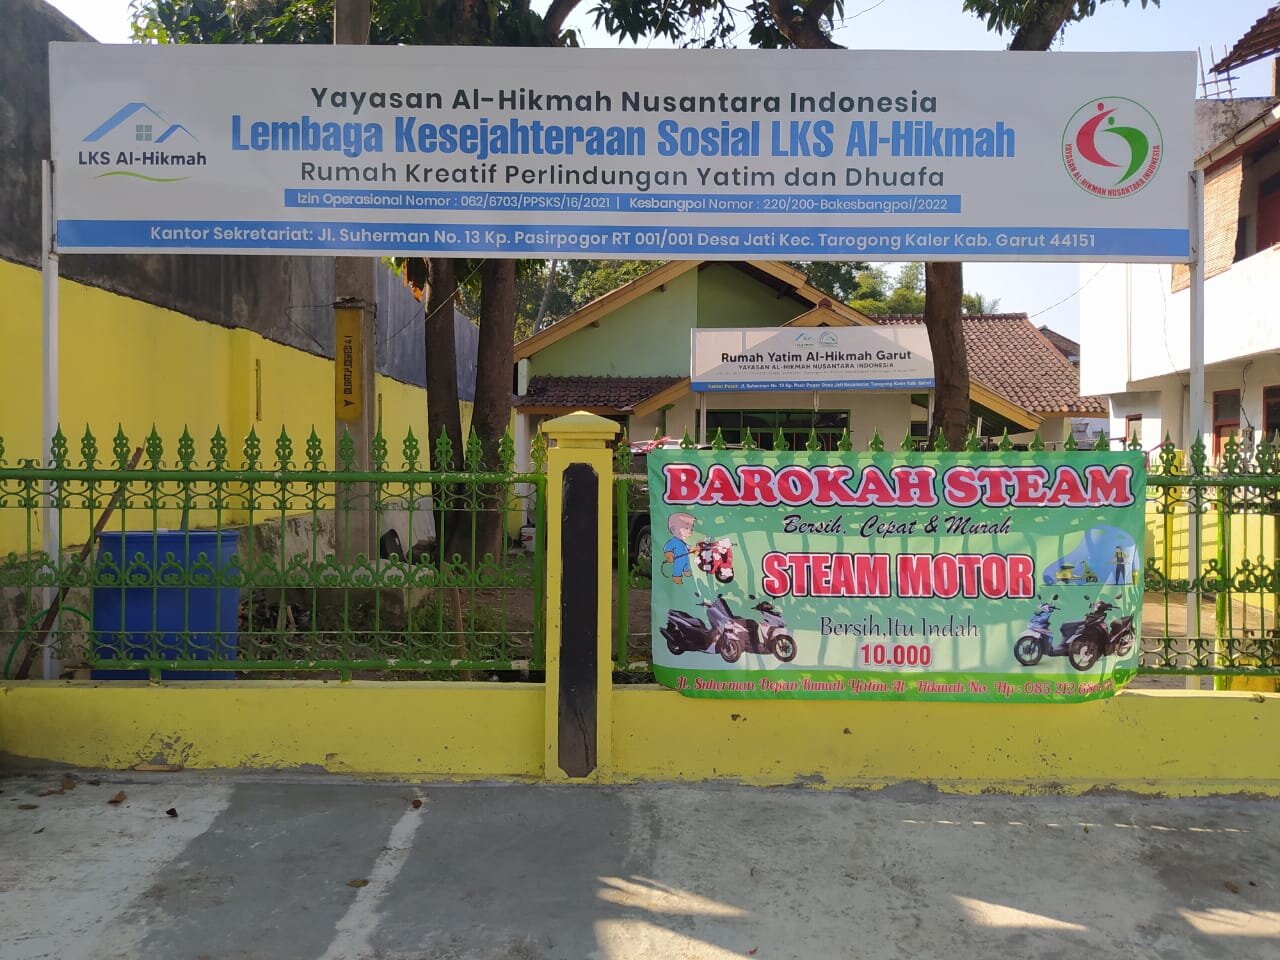 Yayasan Al-Hikmah Nusantara Indonesia
Lembaga Kesejahteraan Sosial LKS Al-Hikmah
Rumah Kreatif Perlindungan Yatim dan Dhuafa
Izin Operasional Nomor : 062/6703/PPSKS/16/2021 | Kesbangpol Nomor : 220/200-Bakesbangpol/2022
Kantor Sekretariat: Jl. Suherman No. 13 Kp. Pasirpogor RT 001/001 Desa Jati Kec. Tarogong Kaler Kab. Garut 44151
LKS Al-Hikmah
YAYASAN AL-HIKMAH NUSANTARA INDONESIA
Rumah Yatim Al-Hikmah Garut
YAYASAN AL-HIKMAH NUSANTARA INDONESIA
BAROKAH STEAM
Bersih, Cepat & Murah
STEAM MOTOR
Bersih,Itu Indah
10.000
Jl. Suherman Depan Rumah Yatim Al - Hikmah No. Hp : 085 212